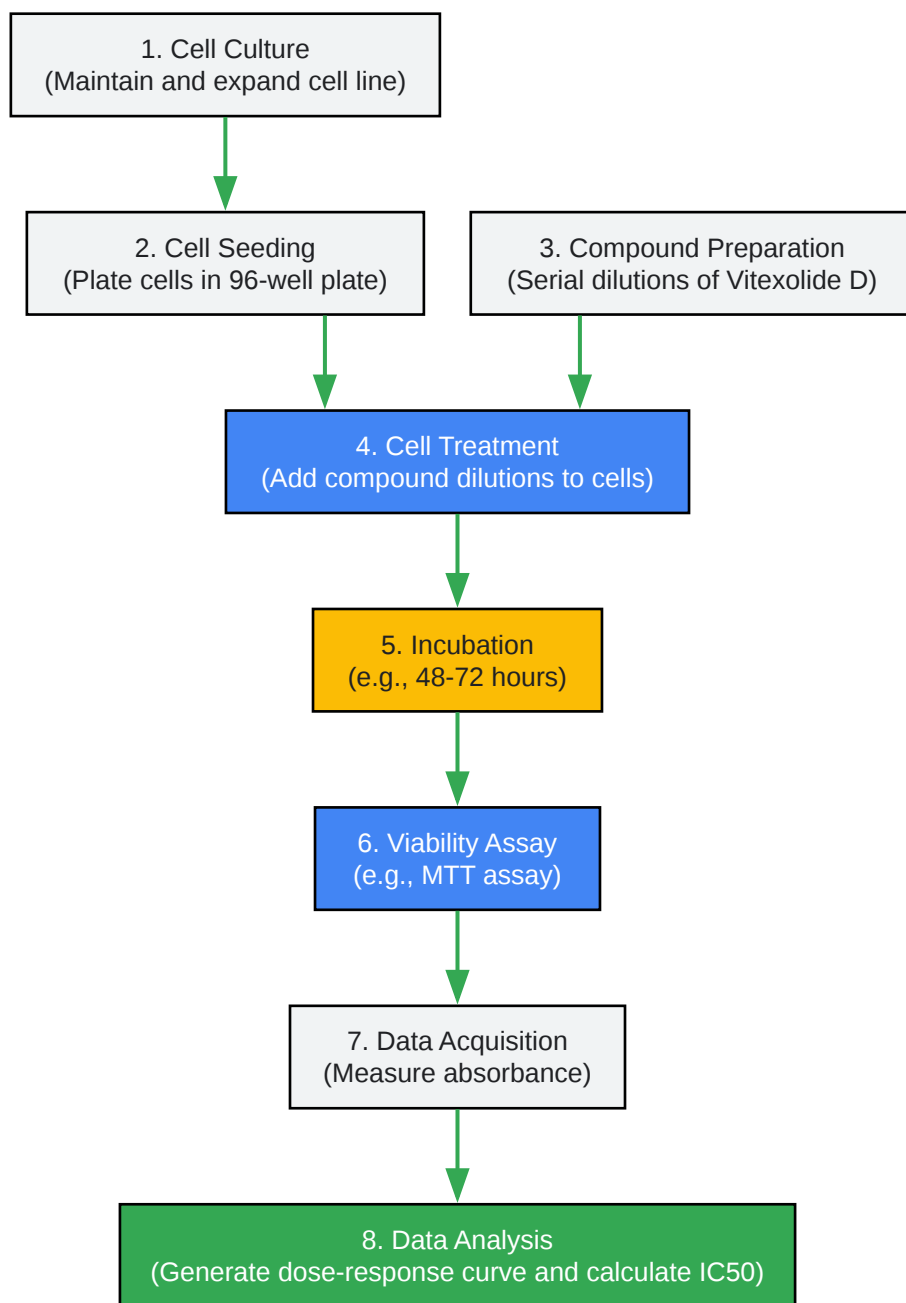 1. Cell Culture
(Maintain and expand cell line)
2. Cell Seeding
(Plate cells in 96-well plate)
3. Compound Preparation
(Serial dilutions of Vitexolide D)
4. Cell Treatment
(Add compound dilutions to cells)
5. Incubation
(e.g., 48-72 hours)
6. Viability Assay
(e.g., MTT assay)
7. Data Acquisition
(Measure absorbance)
8. Data Analysis
(Generate dose-response curve and calculate IC50)